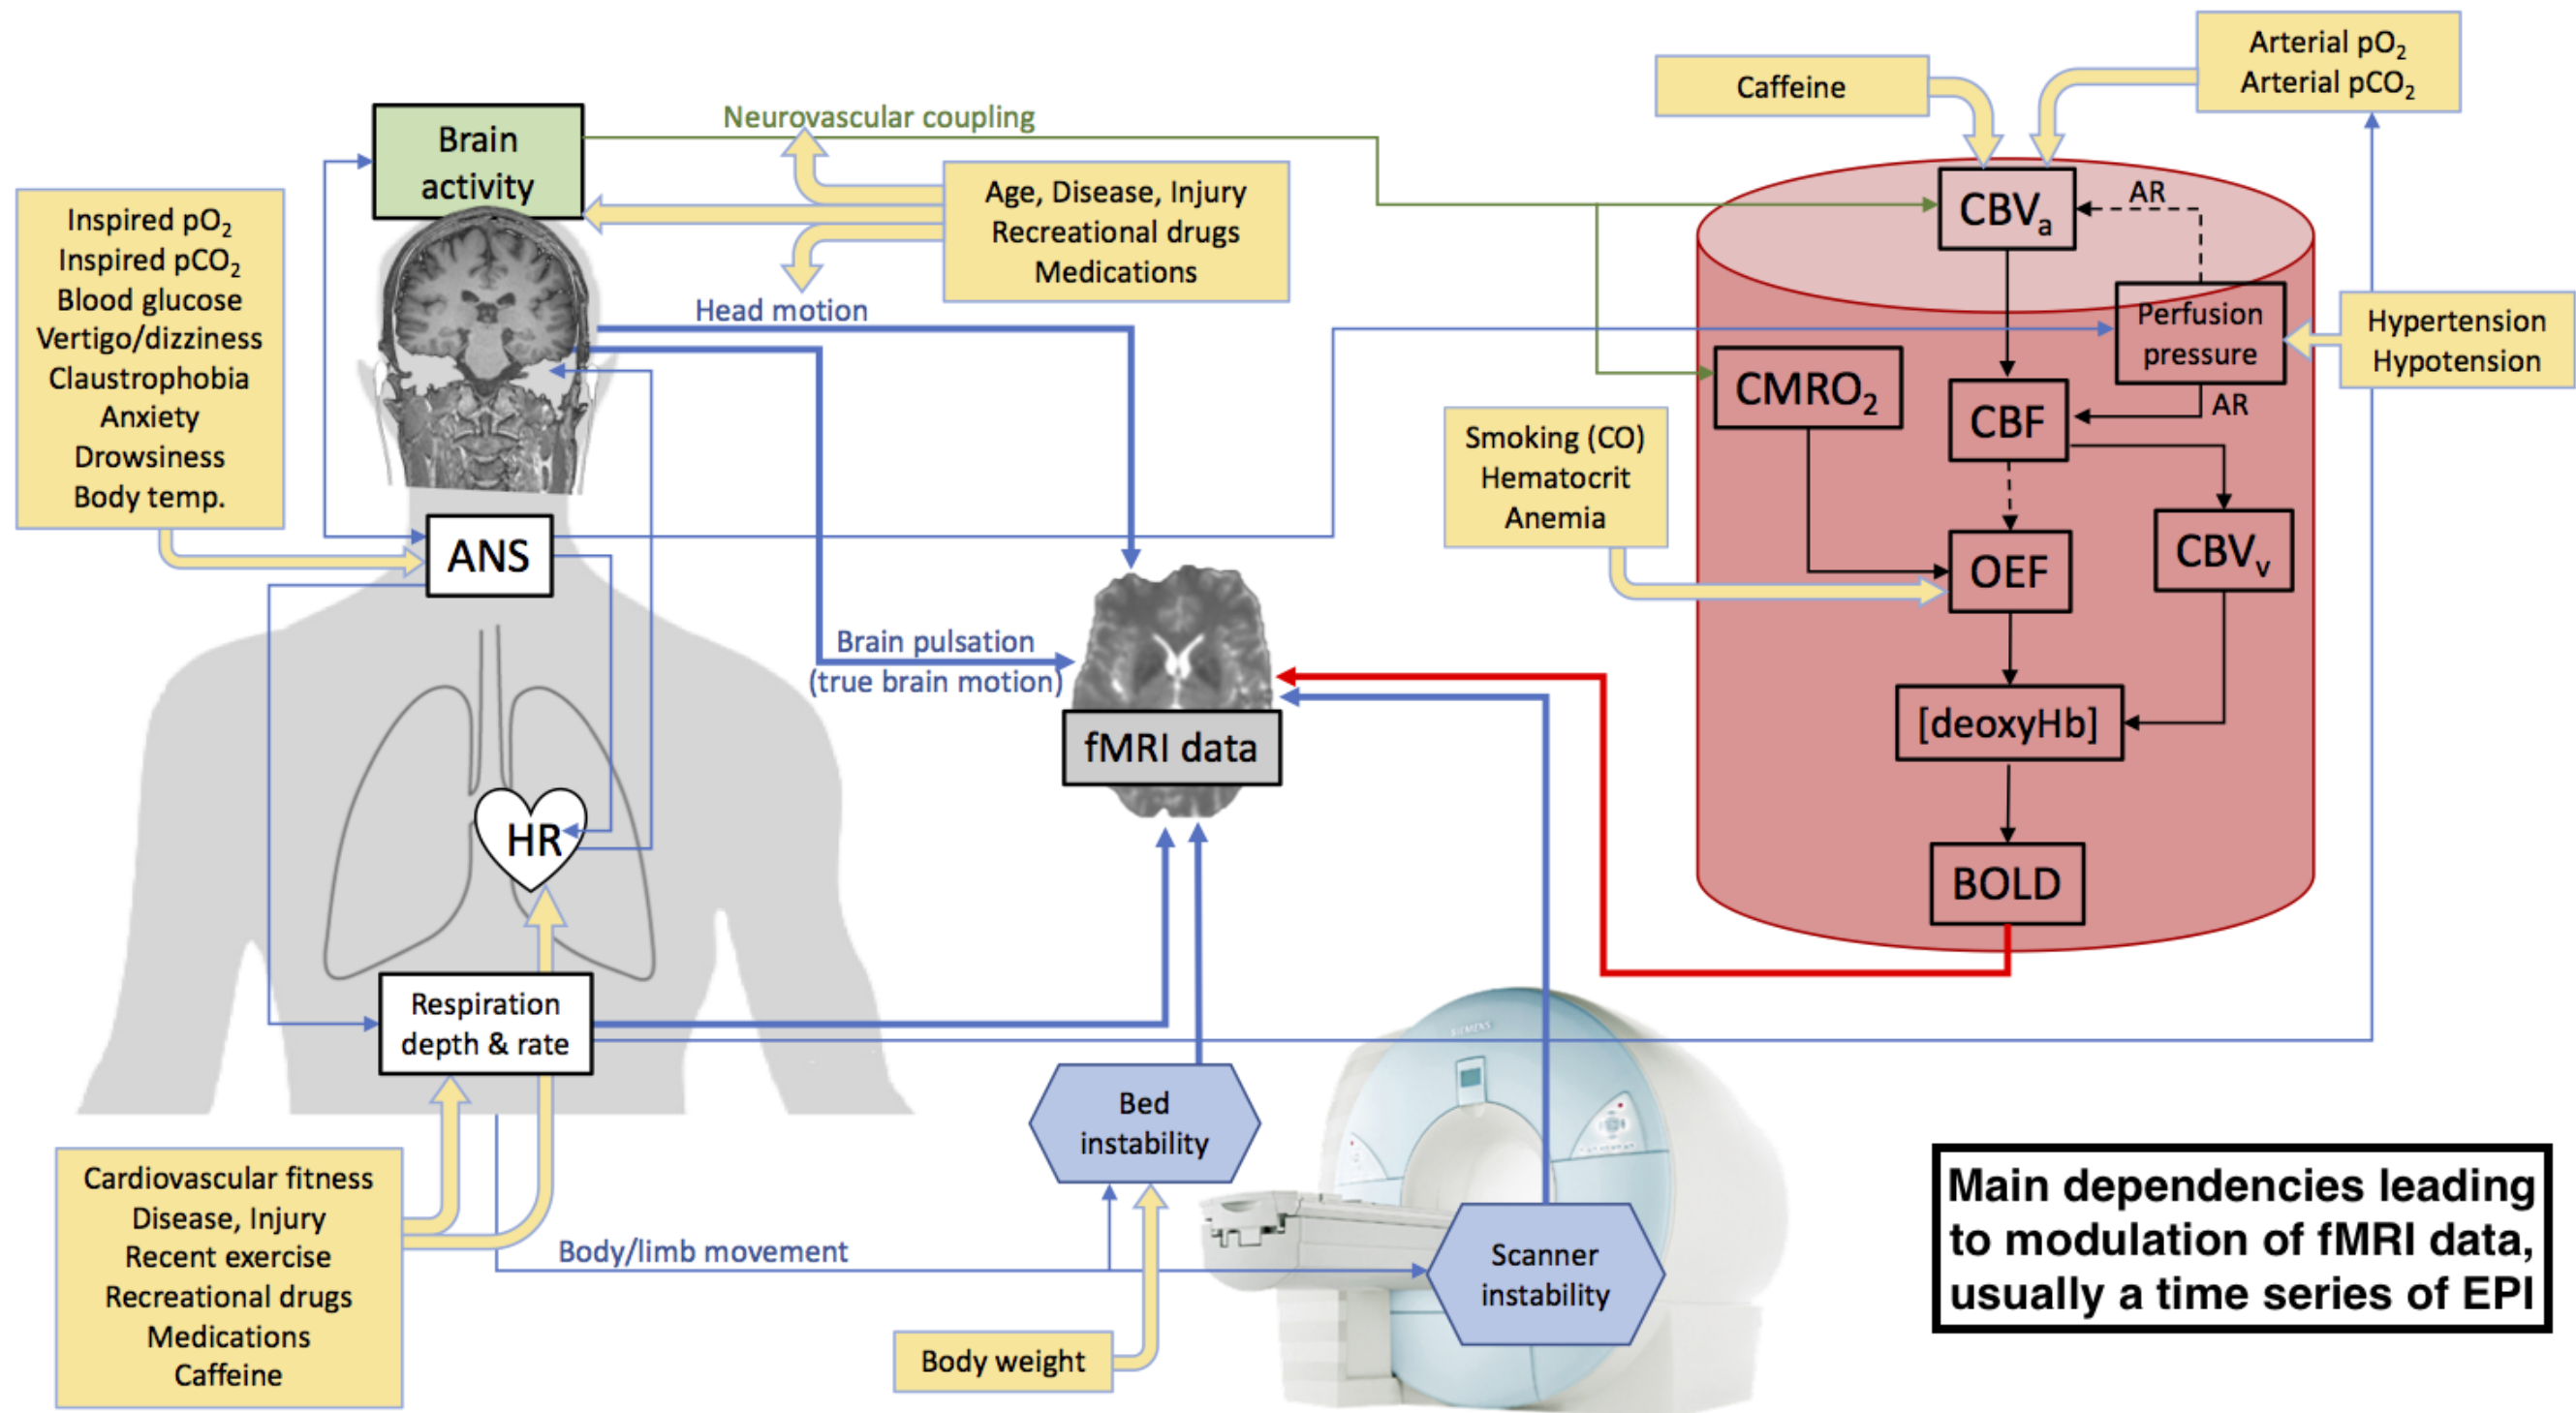 Brain
activity
Neurovascular coupling
Age, Disease, Injury
Recreational drugs
Medications
Head motion
Inspired pO₂
Inspired pCO₂
Blood glucose
Vertigo/dizziness
Claustrophobia
Anxiety
Drowsiness
Body temp.
ANS
HR
Respiration
depth & rate
Cardiovascular fitness
Disease, Injury
Recent exercise
Recreational drugs
Medications
Caffeine
Body/limb movement
Brain pulsation
(true brain motion)
fMRI data
Bed
instability
Body weight
SIEMENS
Scanner
instability
Caffeine
Arterial pO₂
Arterial pCO₂
CBVₐ
AR
Perfusion
pressure
Hypertension
Hypotension
CMRO₂
CBF
AR
Smoking (CO)
Hematocrit
Anemia
OEF
CBVᵥ
[deoxyHb]
BOLD
Main dependencies leading
to modulation of fMRI data,
usually a time series of EPI